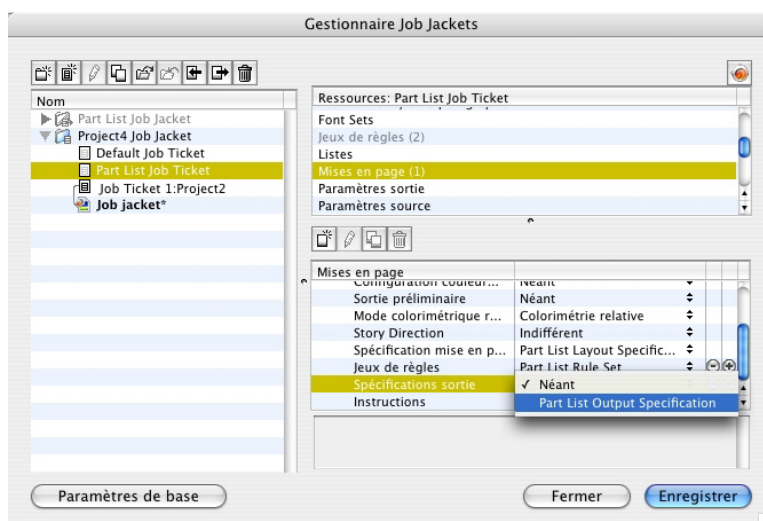 Gestionnaire Job Jackets
Nom
Part List Job Jacket
Project4 Job Jacket
Default Job Ticket
Part List Job Ticket
Job Ticket 1:Project2
Job jacket*
Ressources: Part List Job Ticket
Font Sets
Jeux de règles (2)
Listes
Mises en page (1)
Paramètres sortie
Paramètres source
Mises en page
Configuration couleur... Néant
Sortie préliminaire Néant
Mode colorimétrique r... Colorimétrie relative
Story Direction Indifférent
Spécification mise en p... Part List Layout Specific...
Jeux de règles Part List Rule Set
Spécifications sortie ✓ Néant
Instructions Part List Output Specification
Paramètres de base
Fermer
Enregistrer